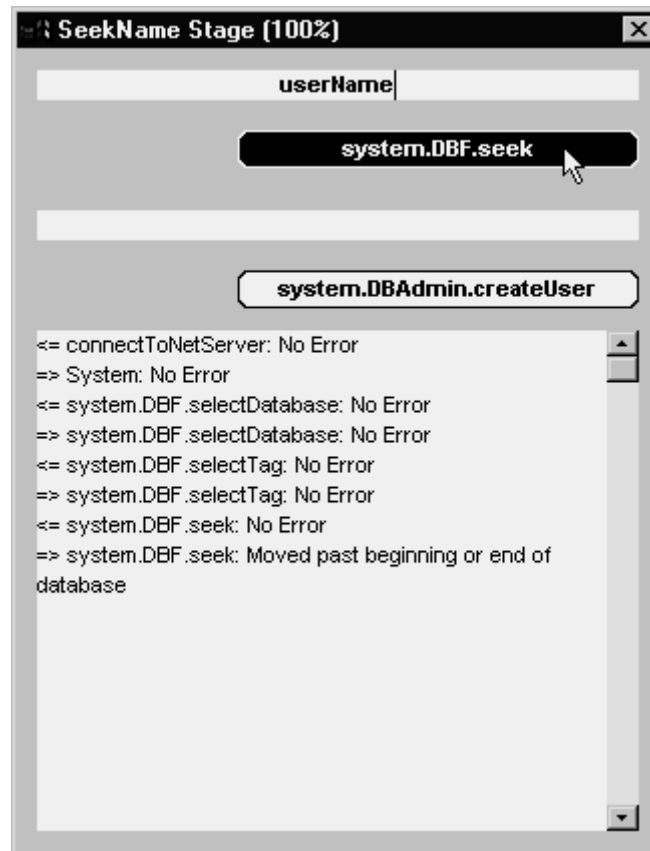 SeekName Stage (100%)
userName
system.DBF.seek
system.DBAdmin.createUser
<= connectToNetServer: No Error
=> System: No Error
<= system.DBF.selectDatabase: No Error
=> system.DBF.selectDatabase: No Error
<= system.DBF.selectTag: No Error
=> system.DBF.selectTag: No Error
<= system.DBF.seek: No Error
=> system.DBF.seek: Moved past beginning or end of
database